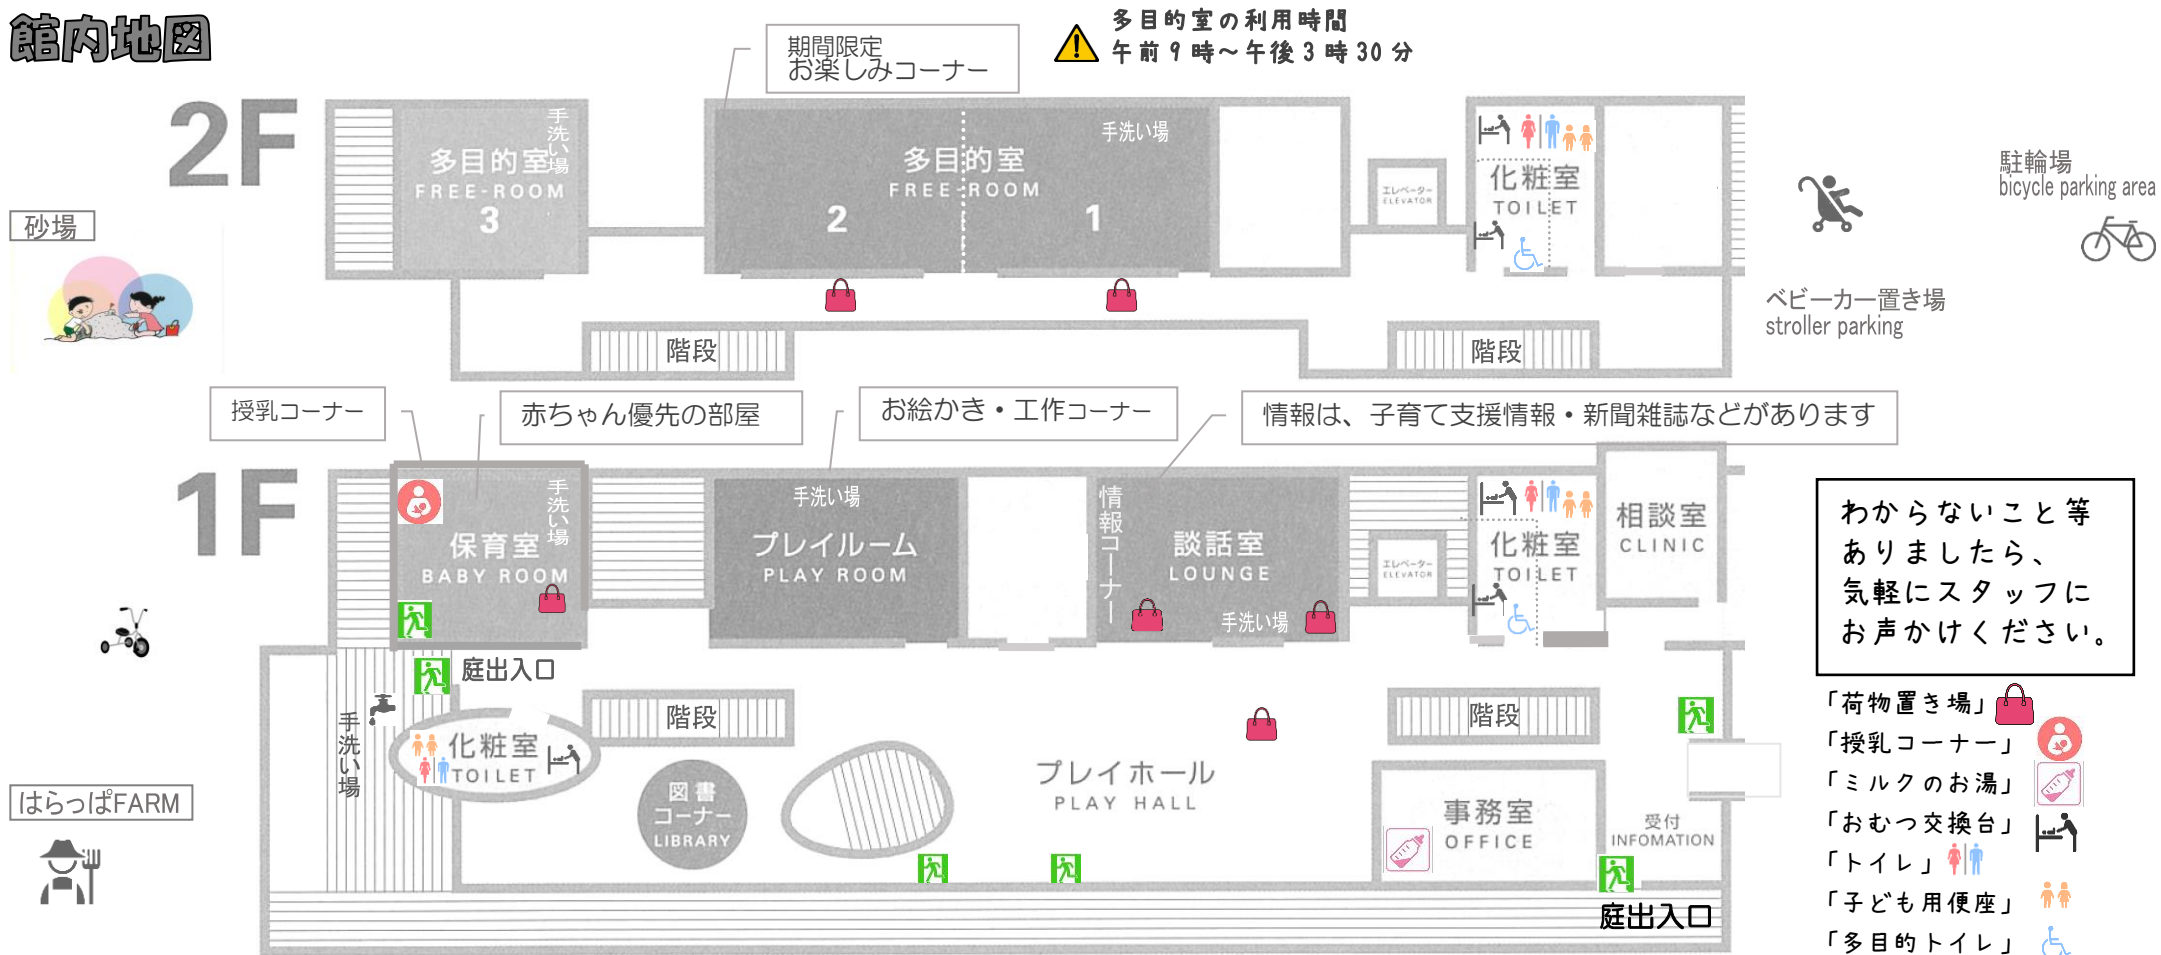 館内地図
多目的室の利用時間
午前9時～午後3時30分
期間限定
お楽しみコーナー
2F
手洗い場
多目的室
FREE-ROOM
3
手洗い場
多目的室
FREE-ROOM
2
1
エレベーター
ELEVATOR
化粧室
TOILET
駐輪場
bicycle parking area
砂場
ベビーカー置き場
stroller parking
階段
階段
授乳コーナー
赤ちゃん優先の部屋
お絵かき・工作コーナー
情報は、子育て支援情報・新聞雑誌などがあります
1F
手洗い場
保育室
BABY ROOM
手洗い場
プレイルーム
PLAY ROOM
情報コーナー
談話室
LOUNGE
手洗い場
エレベーター
ELEVATOR
化粧室
TOILET
相談室
CLINIC
わからないこと等
ありましたら、
気軽にスタッフに
お声かけください。
庭出入口
手洗い場
化粧室
TOILET
階段
階段
図書
コーナー
LIBRARY
プレイホール
PLAY HALL
事務室
OFFICE
受付
INFOMATION
庭出入口
はらっぱFARM
「荷物置き場」
「授乳コーナー」
「ミルクのお湯」
「おむつ交換台」
「トイレ」
「子ども用便座」
「多目的トイレ」